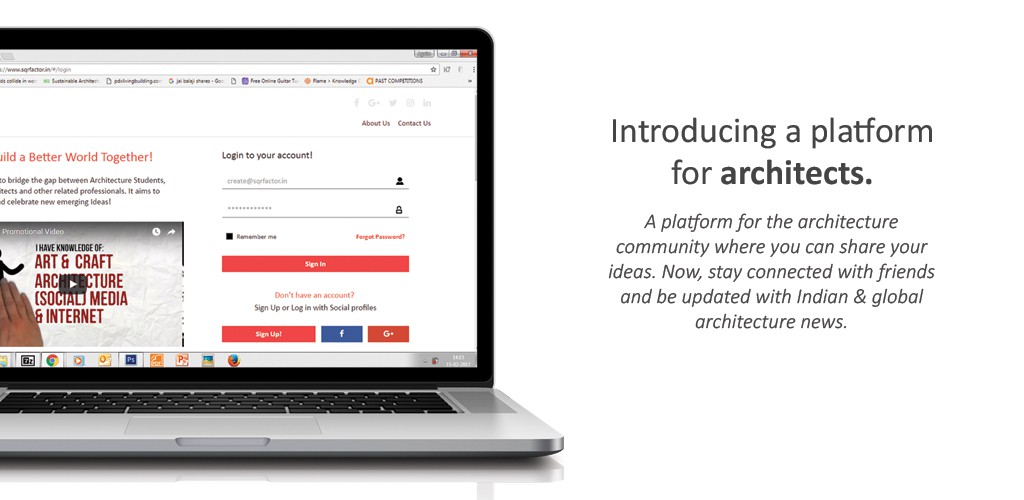 s://www.sqrfactor.in/#/login
ds collide in wo
Sustainable Architect
pdxlivingbuilding.co
jai balaji sharez - Goo
Free Online Guitar Tu
Flame > Knowledge C
PAST COMPETITIONS
»
About Us Contact Us
uild a Better World Together!
to bridge the gap between Architecture Students,
hitects and other related professionals. It aims to
nd celebrate new emerging Ideas!
Promotional Video
I HAVE KNOWLEDGE OF:
ART & CRAFT
ARCHITECTURE
(SOCIAL) MEDIA
& INTERNET
Login to your account!
create@sqrfactor.in
************
Remember me Forgot Password?
Sign In
Don't have an account?
Sign Up or Log in with Social profiles
Sign Up! f G+
Introducing a platform
for architects.
A platform for the architecture
community where you can share your
ideas. Now, stay connected with friends
and be updated with Indian & global
architecture news.